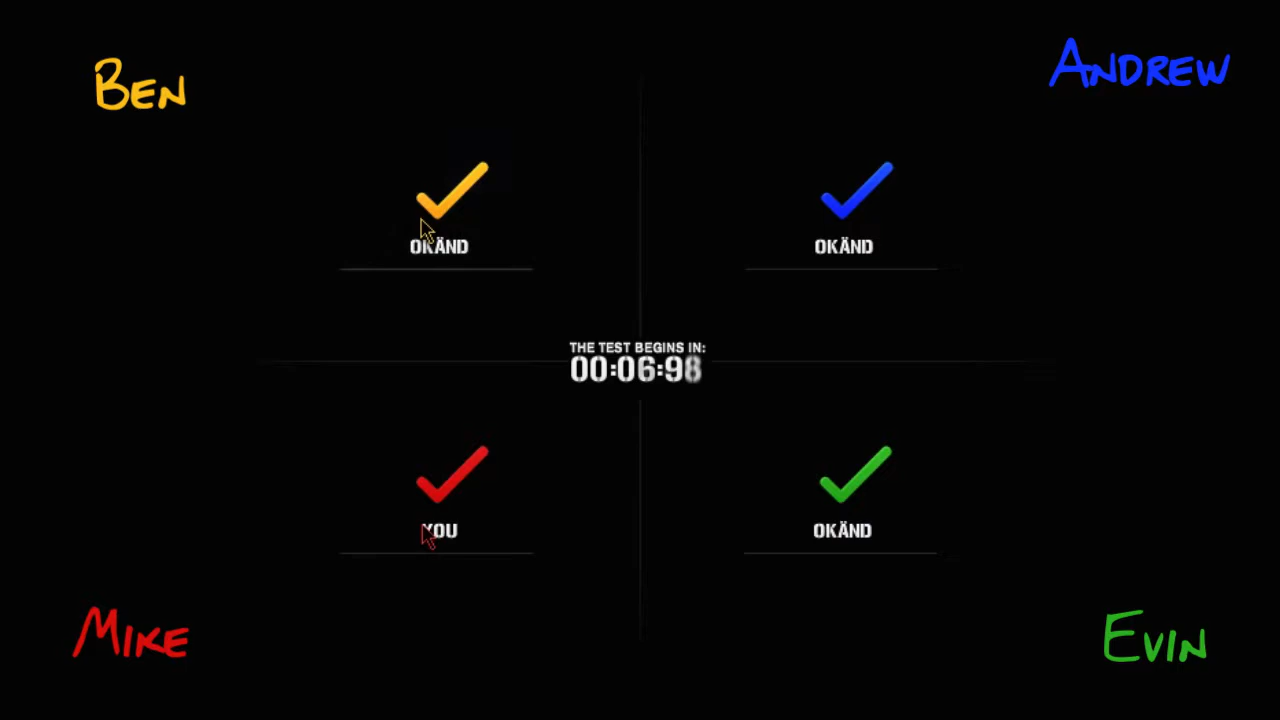 BEN
ANDREW
OKÄND
OKÄND
THE TEST BEGINS IN:
00:06:98
YOU
OKÄND
MIKE
EVIN